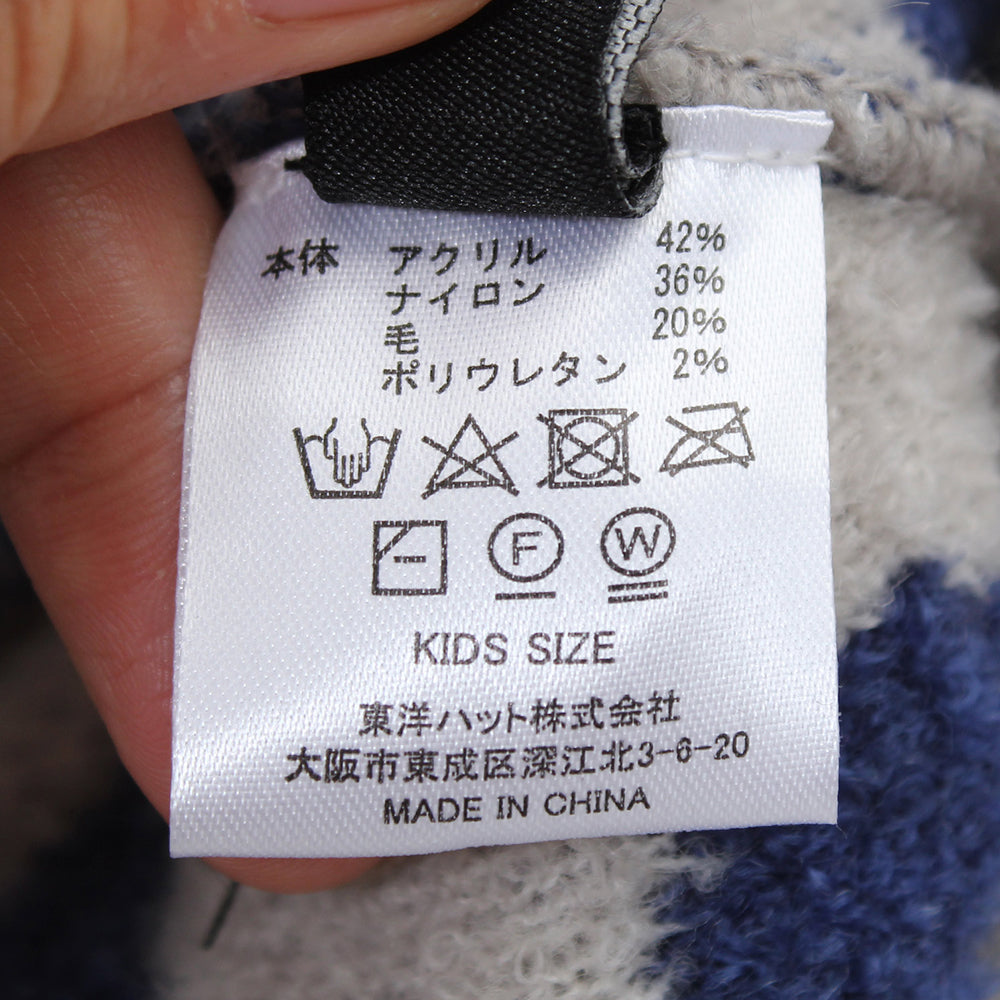 本体 アクリル 42%
ナイロン 36%
毛 20%
ポリウレタン 2%
F W
KIDS SIZE
東洋ハット株式会社
大阪市東成区深江北3-6-20
MADE IN CHINA